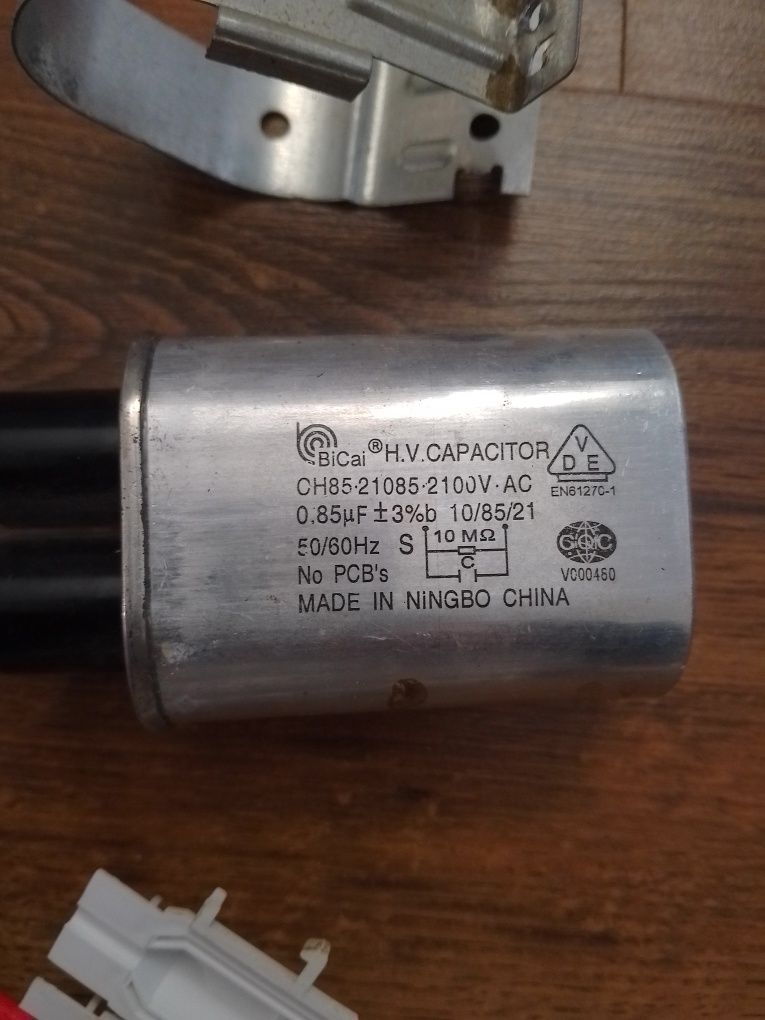 BiCai ® H.V.CAPACITOR
CH85·21085·2100V·AC
0.85µF ±3%b 10/85/21
50/60Hz S 10 MΩ
C
No PCB's
MADE IN NiNGBO CHINA
VDE
EN61270-1
CQC
VC00460